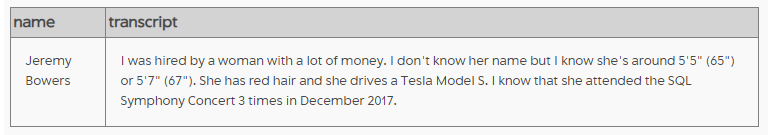 name transcript
Jeremy Bowers
I was hired by a woman with a lot of money. I don't know her name but I know she's around 5'5" (65")
or 5'7" (67"). She has red hair and she drives a Tesla Model S. I know that she attended the SQL
Symphony Concert 3 times in December 2017.